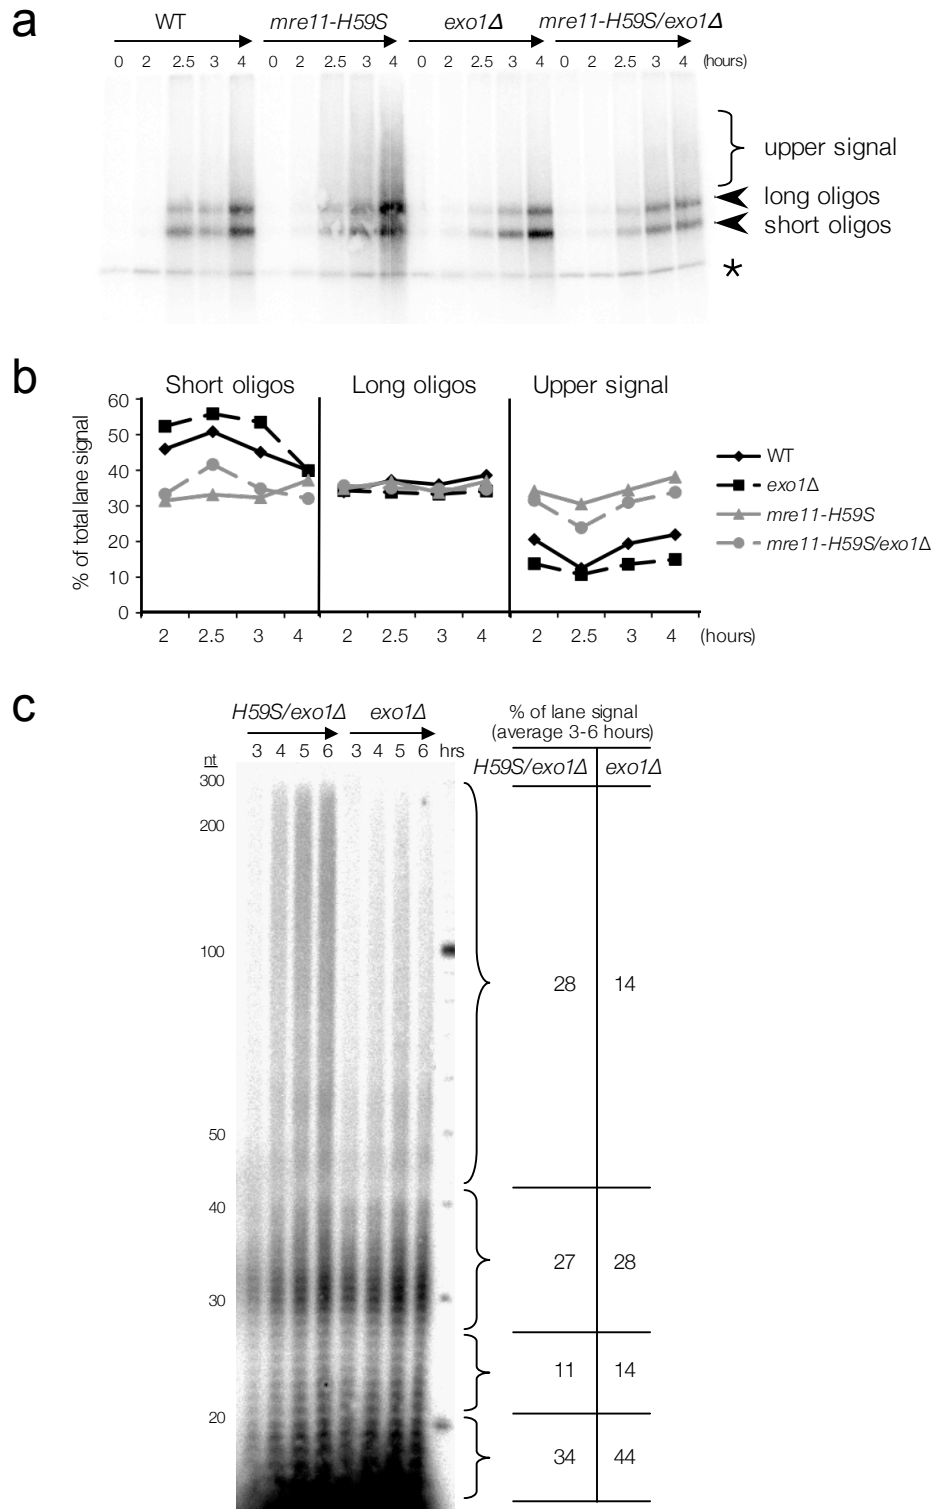 a
WT mre11-H59S exo1Δ mre11-H59S/exo1Δ
0 2 2.5 3 4 0 2 2.5 3 4 0 2 2.5 3 4 0 2 2.5 3 4 (hours)
upper signal
long oligos
short oligos
*
b
Short oligos Long oligos Upper signal
% of total lane signal
60
50
40
30
20
10
0
2 2.5 3 4 2 2.5 3 4 2 2.5 3 4 (hours)
WT
exo1Δ
mre11-H59S
mre11-H59S/exo1Δ
c
H59S/exo1Δ exo1Δ
3 4 5 6 3 4 5 6 hrs
nt
300
200
100
50
40
30
20
% of lane signal
(average 3-6 hours)
H59S/exo1Δ exo1Δ
28 14
27 28
11 14
34 44